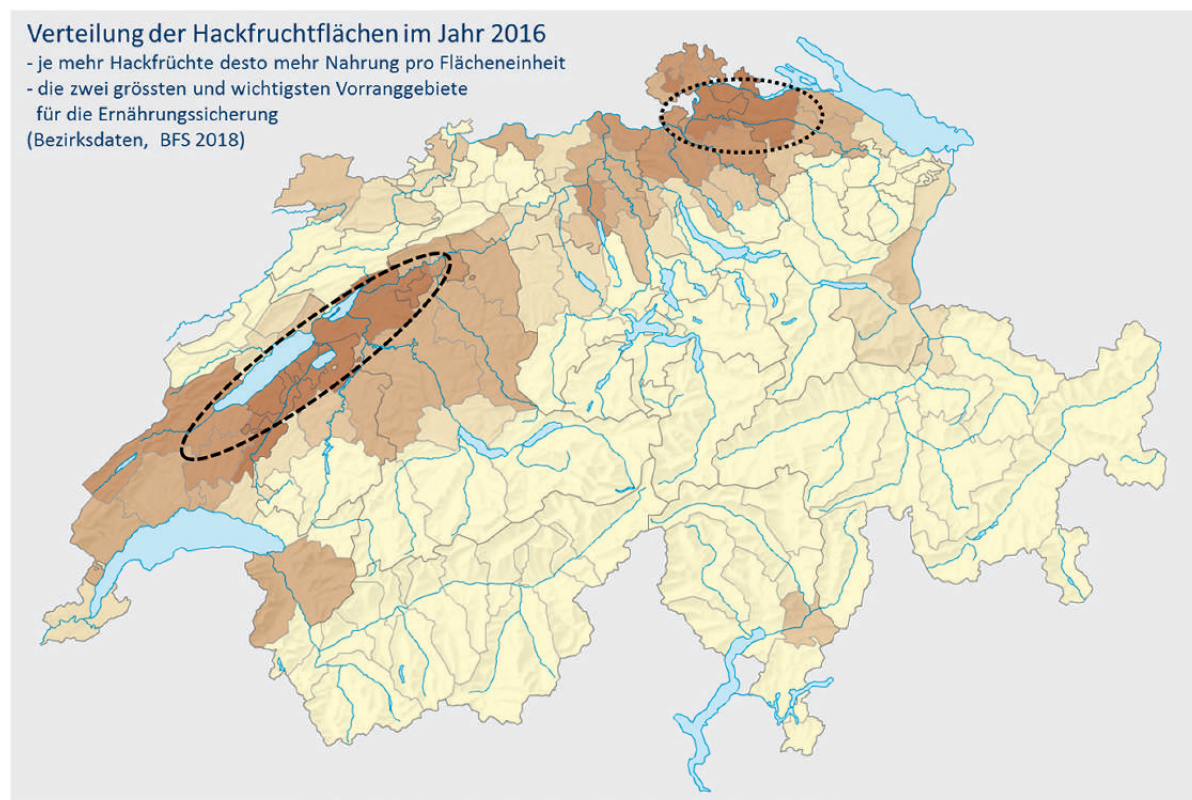 Verteilung der Hackfruchtflächen im Jahr 2016
- je mehr Hackfrüchte desto mehr Nahrung pro Flächeneinheit
- die zwei grössten und wichtigsten Vorranggebiete
für die Ernährungssicherung
(Bezirksdaten, BFS 2018)